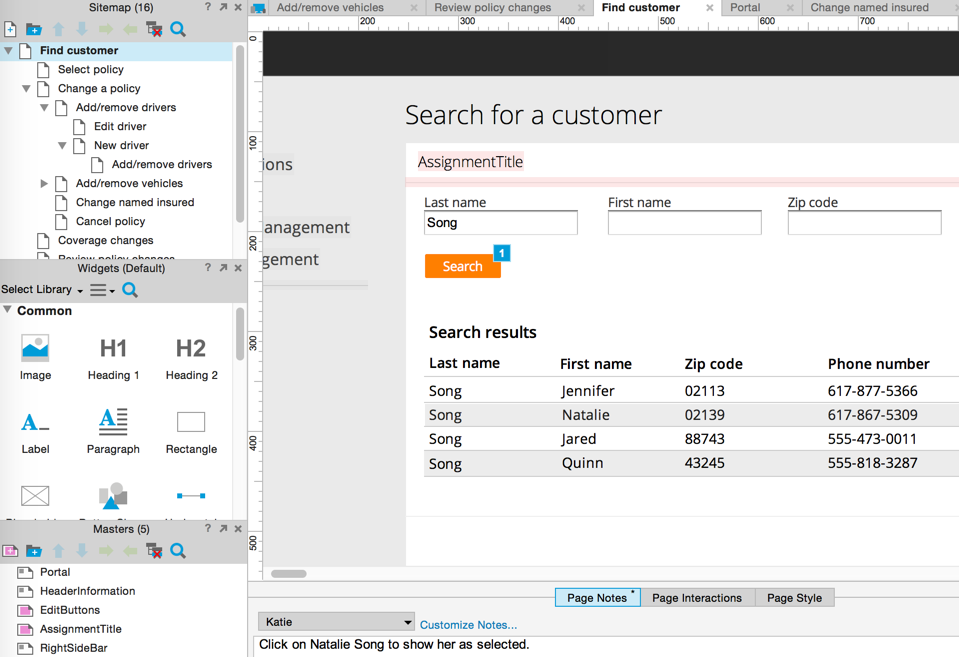 Sitemap (16) ?
Find customer
Select policy
Change a policy
Add/remove drivers
Edit driver
New driver
Add/remove drivers
Add/remove vehicles
Change named insured
Cancel policy
Coverage changes
Review policy changes
Widgets (Default) ?
Select Library
Common
Image H1 Heading 1 H2 Heading 2
A Label A Paragraph Rectangle
Masters (5) ?
Portal
HeaderInformation
EditButtons
AssignmentTitle
RightSideBar
Add/remove vehicles Review policy changes Find customer Portal Change named insured
200 300 400 500 600 700
0
100
200
300
400
500
Search for a customer
ions
anagement
gement
AssignmentTitle
Last name First name Zip code
Song
Search 1
Search results
Last name First name Zip code Phone number
Song Jennifer 02113 617-877-5366
Song Natalie 02139 617-867-5309
Song Jared 88743 555-473-0011
Song Quinn 43245 555-818-3287
Page Notes * Page Interactions Page Style
Katie Customize Notes...
Click on Natalie Song to show her as selected.